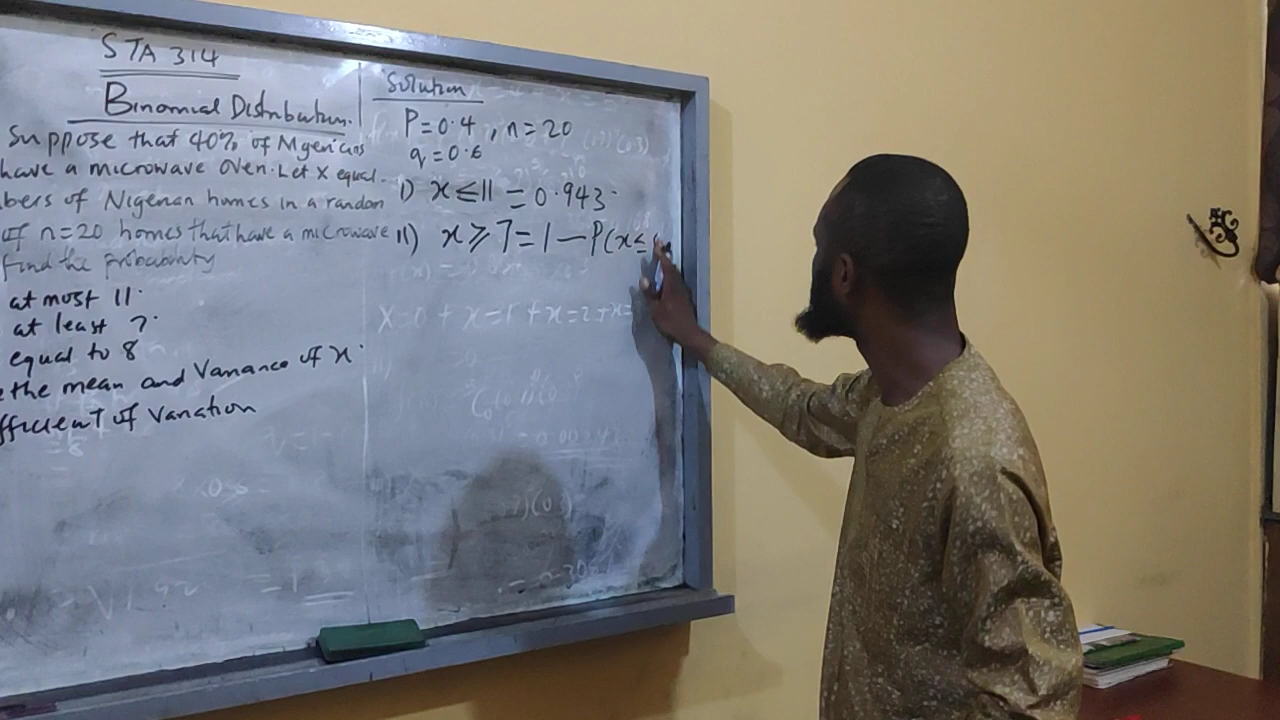 STA 314
Binomial Distribution.
Suppose that 40% of Nigerians
have a microwave oven. Let X equal
bers of Nigerian homes in a random
of n=20 homes that have a microwave
find the probability
at most 11.
at least 7.
equal to 8
the mean and Variance of x.
fficient of Variation
Solution
P=0.4, n=20
q=0.6
i) x≤11 = 0.943
ii) x≥7=1-P(x≤
X=0 + x=1 + x=2 + x=